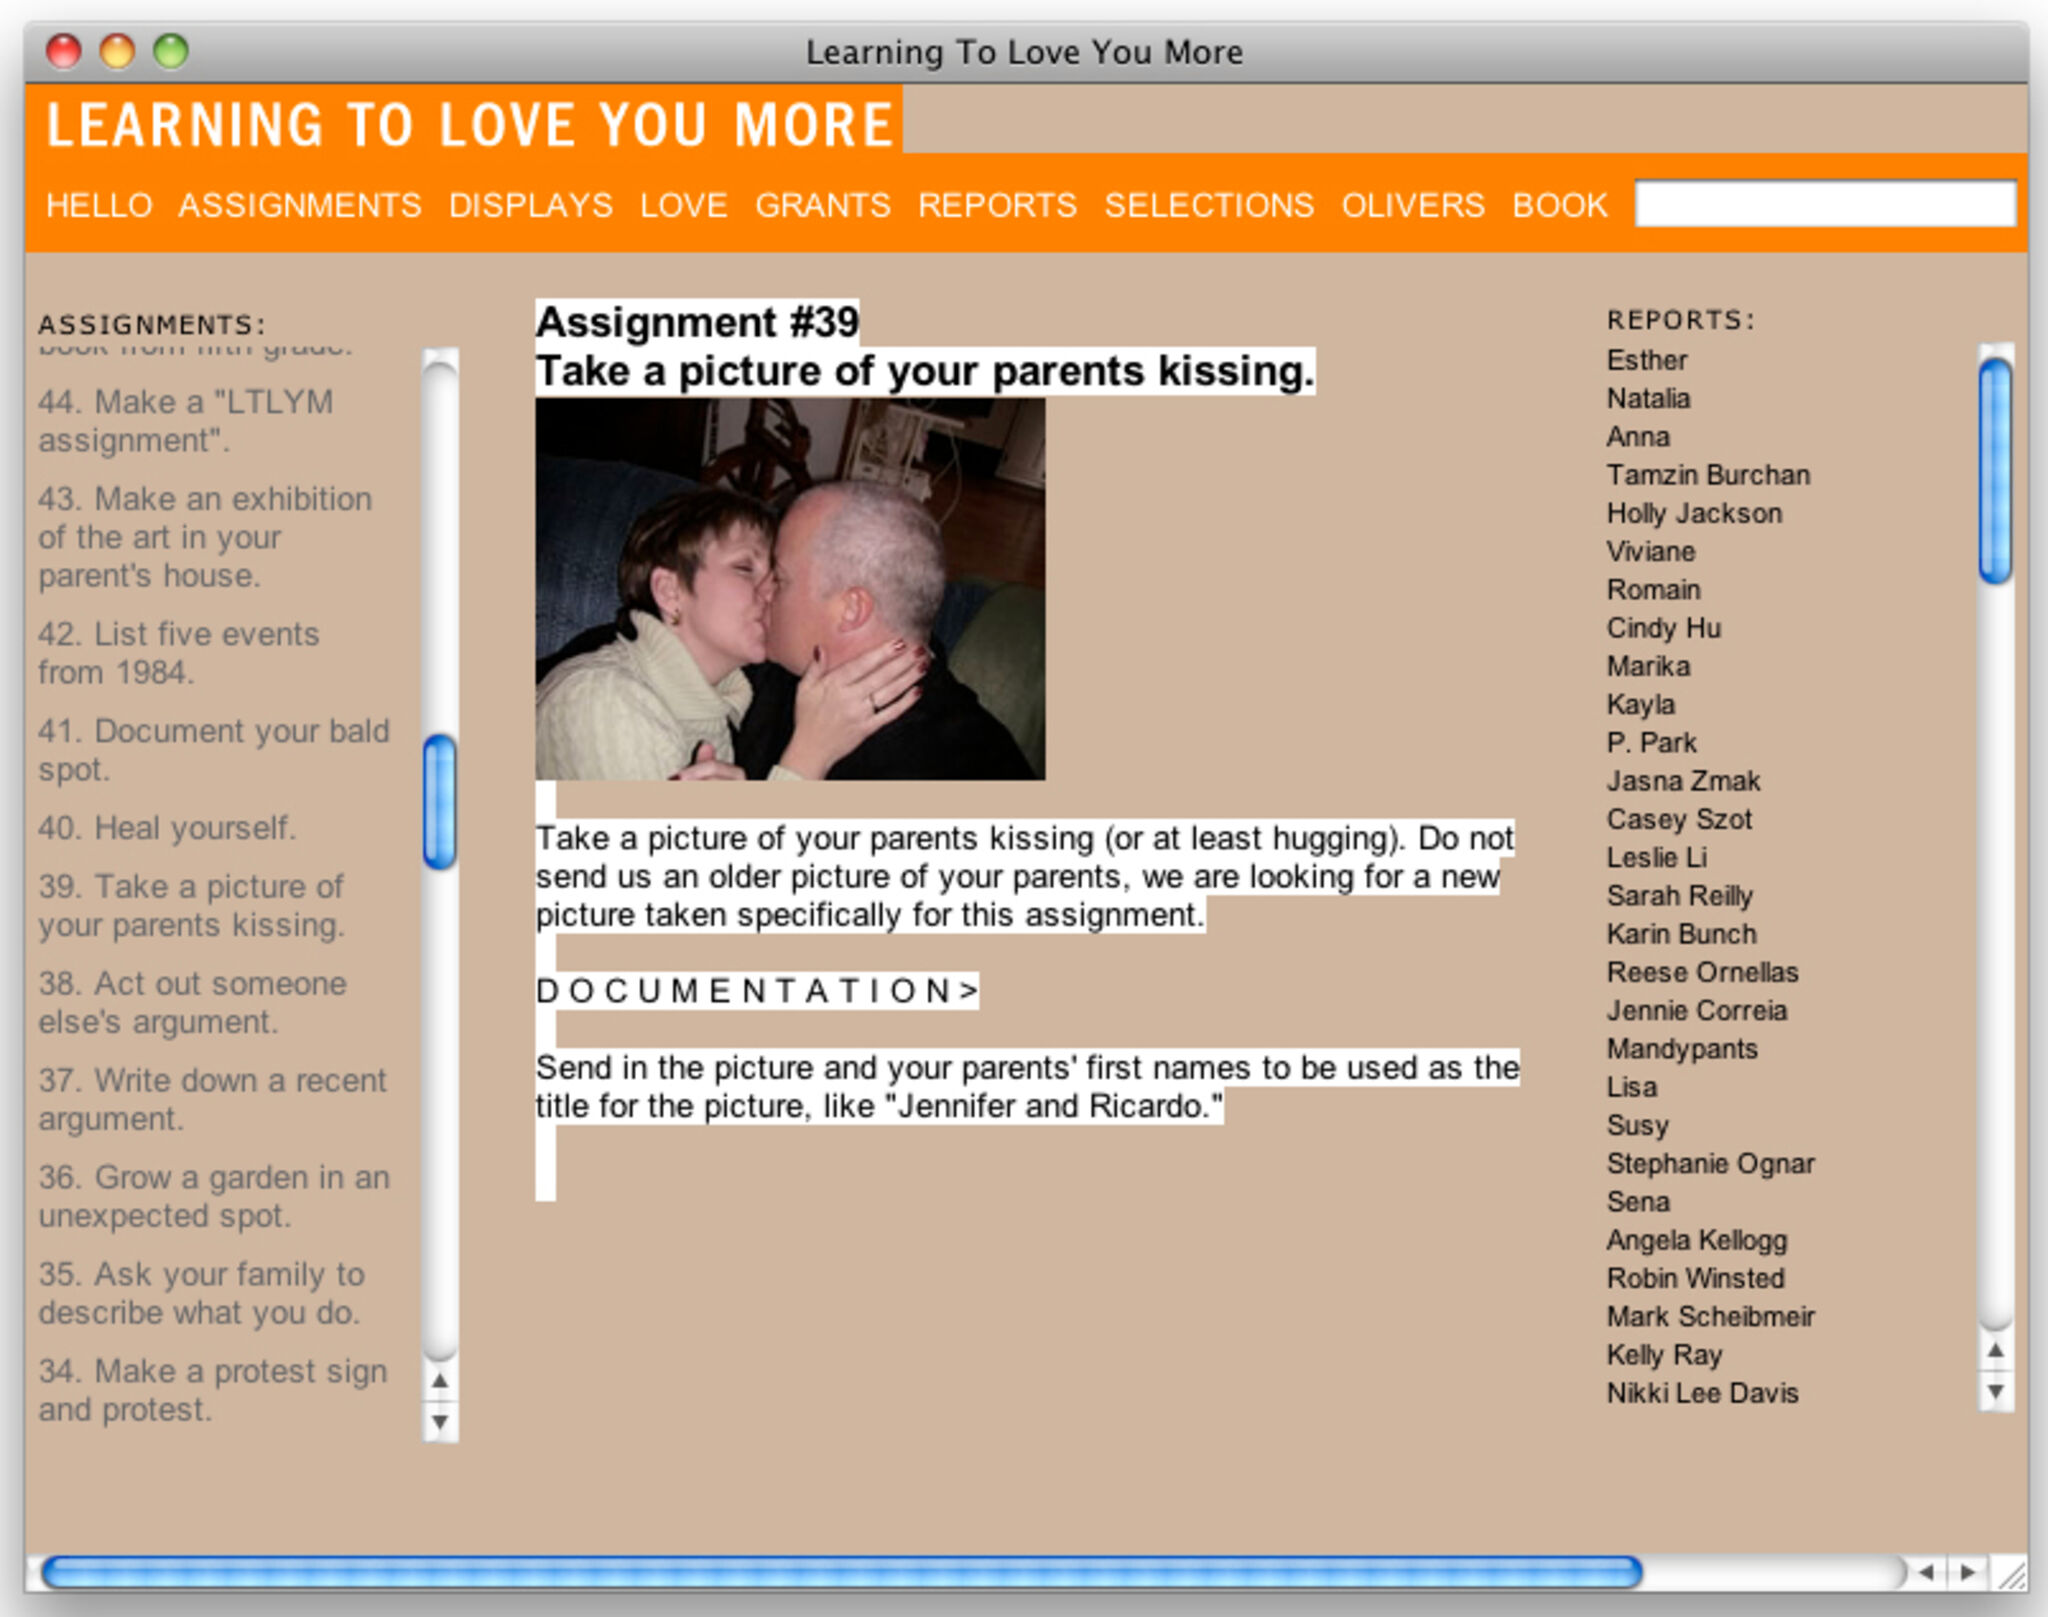 Learning To Love You More
LEARNING TO LOVE YOU MORE
HELLO ASSIGNMENTS DISPLAYS LOVE GRANTS REPORTS SELECTIONS OLIVERS BOOK
ASSIGNMENTS:
book from fifth grade.
44. Make a "LTLYM
assignment".
43. Make an exhibition
of the art in your
parent's house.
42. List five events
from 1984.
41. Document your bald
spot.
40. Heal yourself.
39. Take a picture of
your parents kissing.
38. Act out someone
else's argument.
37. Write down a recent
argument.
36. Grow a garden in an
unexpected spot.
35. Ask your family to
describe what you do.
34. Make a protest sign
and protest.
Assignment #39
Take a picture of your parents kissing.
Take a picture of your parents kissing (or at least hugging). Do not
send us an older picture of your parents, we are looking for a new
picture taken specifically for this assignment.
D O C U M E N T A T I O N >
Send in the picture and your parents' first names to be used as the
title for the picture, like "Jennifer and Ricardo."
REPORTS:
Esther
Natalia
Anna
Tamzin Burchan
Holly Jackson
Viviane
Romain
Cindy Hu
Marika
Kayla
P. Park
Jasna Zmak
Casey Szot
Leslie Li
Sarah Reilly
Karin Bunch
Reese Ornellas
Jennie Correia
Mandypants
Lisa
Susy
Stephanie Ognar
Sena
Angela Kellogg
Robin Winsted
Mark Scheibmeir
Kelly Ray
Nikki Lee Davis